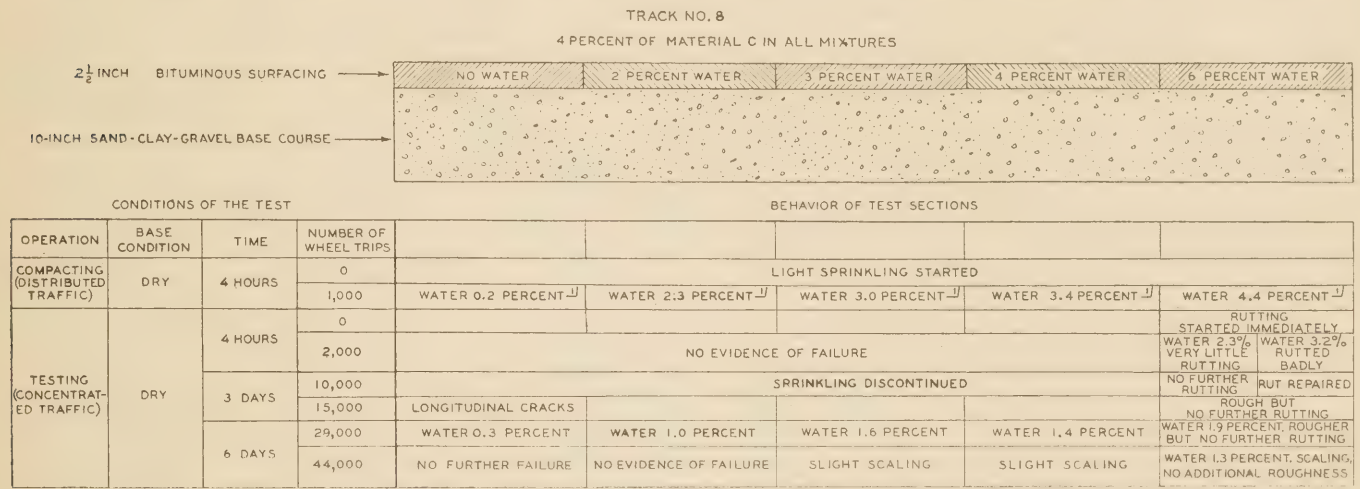 TRACK NO. 8
4 PERCENT OF MATERIAL C IN ALL MIXTURES
2 1/2 INCH BITUMINOUS SURFACING
NO WATER
2 PERCENT WATER
3 PERCENT WATER
4 PERCENT WATER
6 PERCENT WATER
10-INCH SAND-CLAY-GRAVEL BASE COURSE
CONDITIONS OF THE TEST
BEHAVIOR OF TEST SECTIONS
OPERATION
BASE
CONDITION
TIME
NUMBER OF
WHEEL TRIPS
COMPACTING
(DISTRIBUTED
TRAFFIC)
DRY
4 HOURS
0
LIGHT SPRINKLING STARTED
1,000
WATER 0.2 PERCENT 1/
WATER 2.3 PERCENT 1/
WATER 3.0 PERCENT 1/
WATER 3.4 PERCENT 1/
WATER 4.4 PERCENT 1/
TESTING
(CONCENTRAT-
ED TRAFFIC)
DRY
4 HOURS
0
RUTTING
STARTED IMMEDIATELY
2,000
NO EVIDENCE OF FAILURE
WATER 2.3%
VERY LITTLE
RUTTING
WATER 3.2%
RUTTED
BADLY
3 DAYS
10,000
SPRINKLING DISCONTINUED
NO FURTHER
RUTTING
RUT REPAIRED
15,000
LONGITUDINAL CRACKS
ROUGH BUT
NO FURTHER RUTTING
6 DAYS
29,000
WATER 0.3 PERCENT
WATER 1.0 PERCENT
WATER 1.6 PERCENT
WATER 1.4 PERCENT
WATER 1.9 PERCENT, ROUGHER
BUT NO FURTHER RUTTING
44,000
NO FURTHER FAILURE
NO EVIDENCE OF FAILURE
SLIGHT SCALING
SLIGHT SCALING
WATER 1.3 PERCENT. SCALING,
NO ADDITIONAL ROUGHNESS